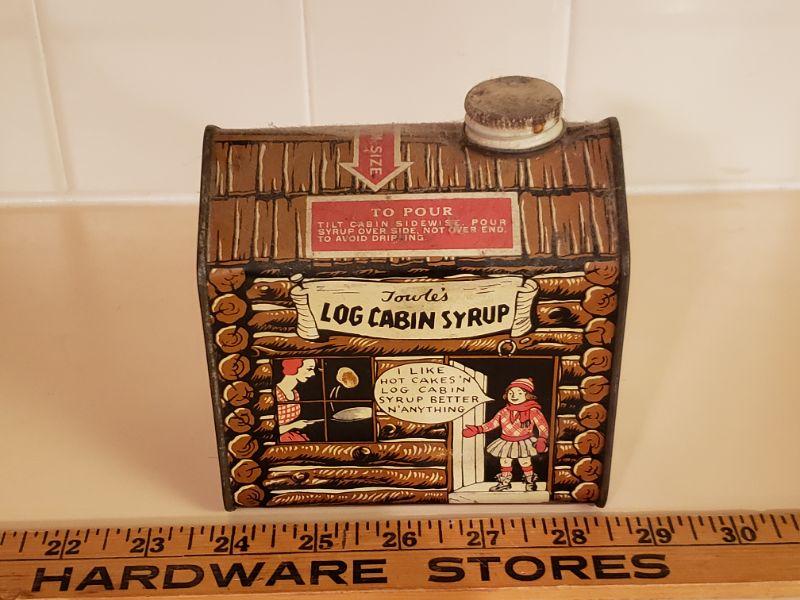 SIZE
TO POUR
TILT CABIN SIDEWISE. POUR
SYRUP OVER SIDE, NOT OVER END,
TO AVOID DRIPPING
Towle's
LOG CABIN SYRUP
I LIKE
HOT CAKES 'N
LOG CABIN
SYRUP BETTER
N' ANYTHING
22 23 24 25 26 27 28 29 30
HARDWARE STORES